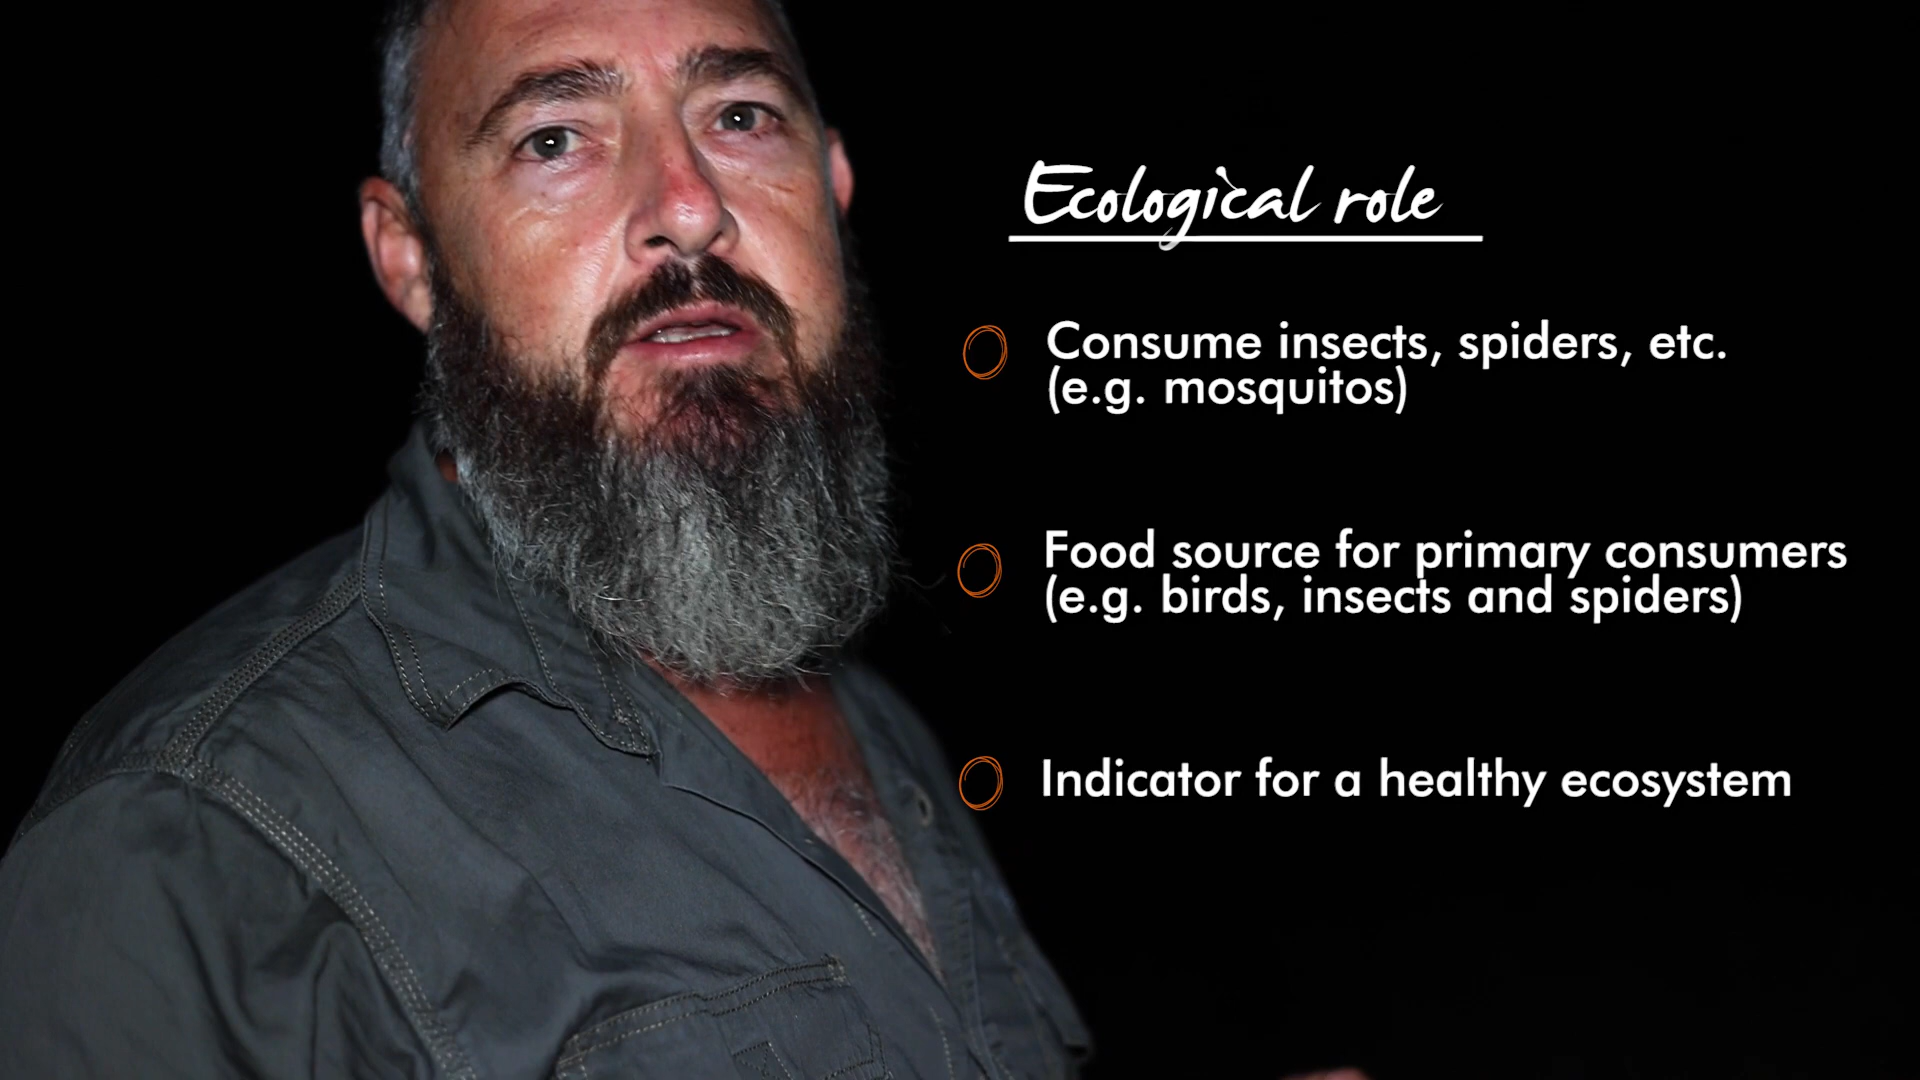 Ecological role
Consume insects, spiders, etc.
(e.g. mosquitos)
Food source for primary consumers
(e.g. birds, insects and spiders)
Indicator for a healthy ecosystem